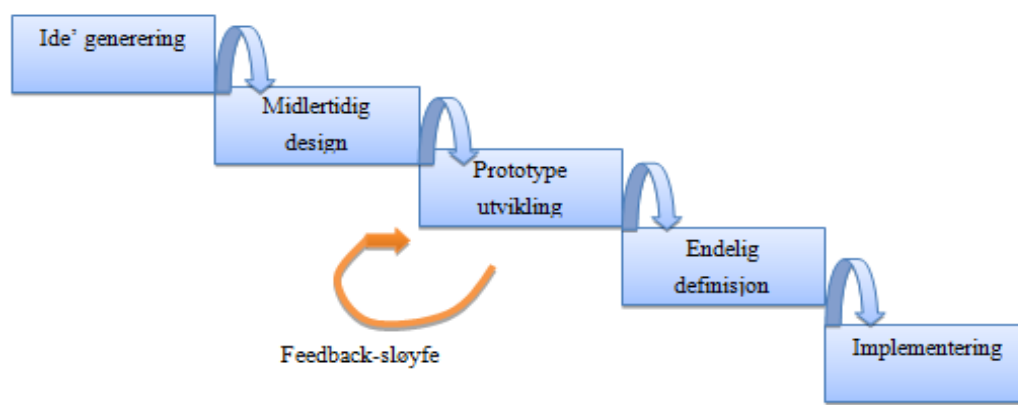 Ide’ generering
Midlertidig
design
Prototype
utvikling
Endelig
definisjon
Implementering
Feedback-sløyfe